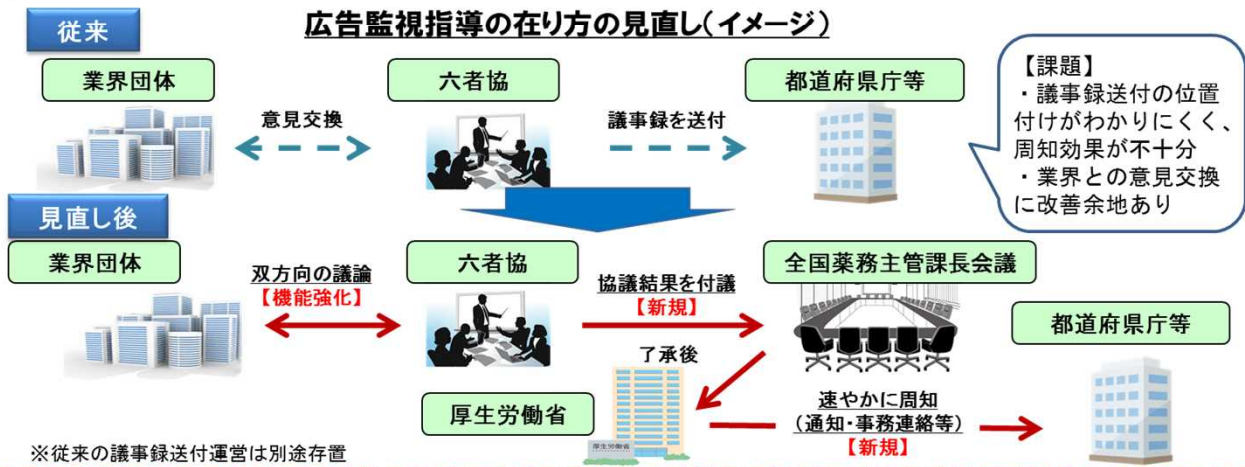 広告監視指導の在り方の見直し(イメージ)
従来
業界団体
六者協
都道府県庁等
意見交換
議事録を送付
【課題】
・議事録送付の位置
付けがわかりにくく、
周知効果が不十分
・業界との意見交換
に改善余地あり
見直し後
業界団体
六者協
全国薬務主管課長会議
双方向の議論
【機能強化】
協議結果を付議
【新規】
都道府県庁等
了承後
厚生労働省
厚生労働省
速やかに周知
(通知・事務連絡等)
【新規】
※従来の議事録送付運営は別途存置